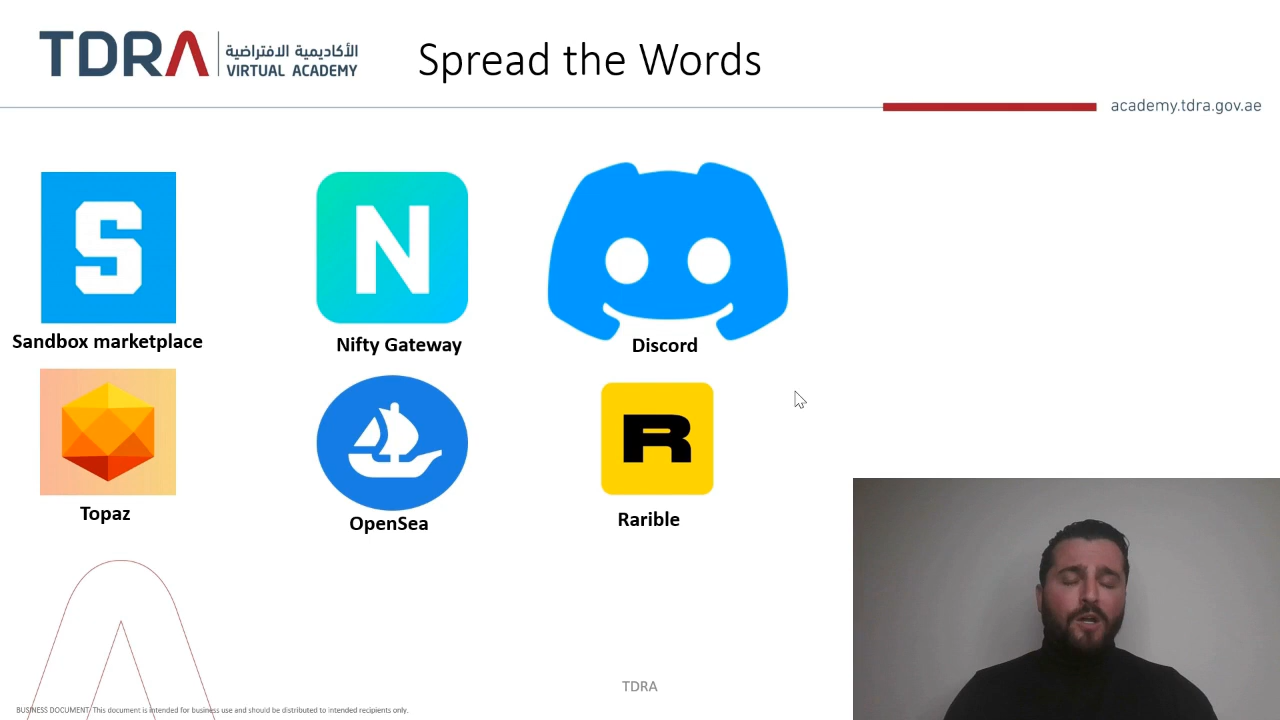 TDRA
الأكاديمية الافتراضية
VIRTUAL ACADEMY
Spread the Words
academy.tdra.gov.ae
S
N
Sandbox marketplace
Nifty Gateway
Discord
R
Topaz
OpenSea
Rarible
TDRA
BUSINESS DOCUMENT: This document is intended for business use and should be distributed to intended recipients only.